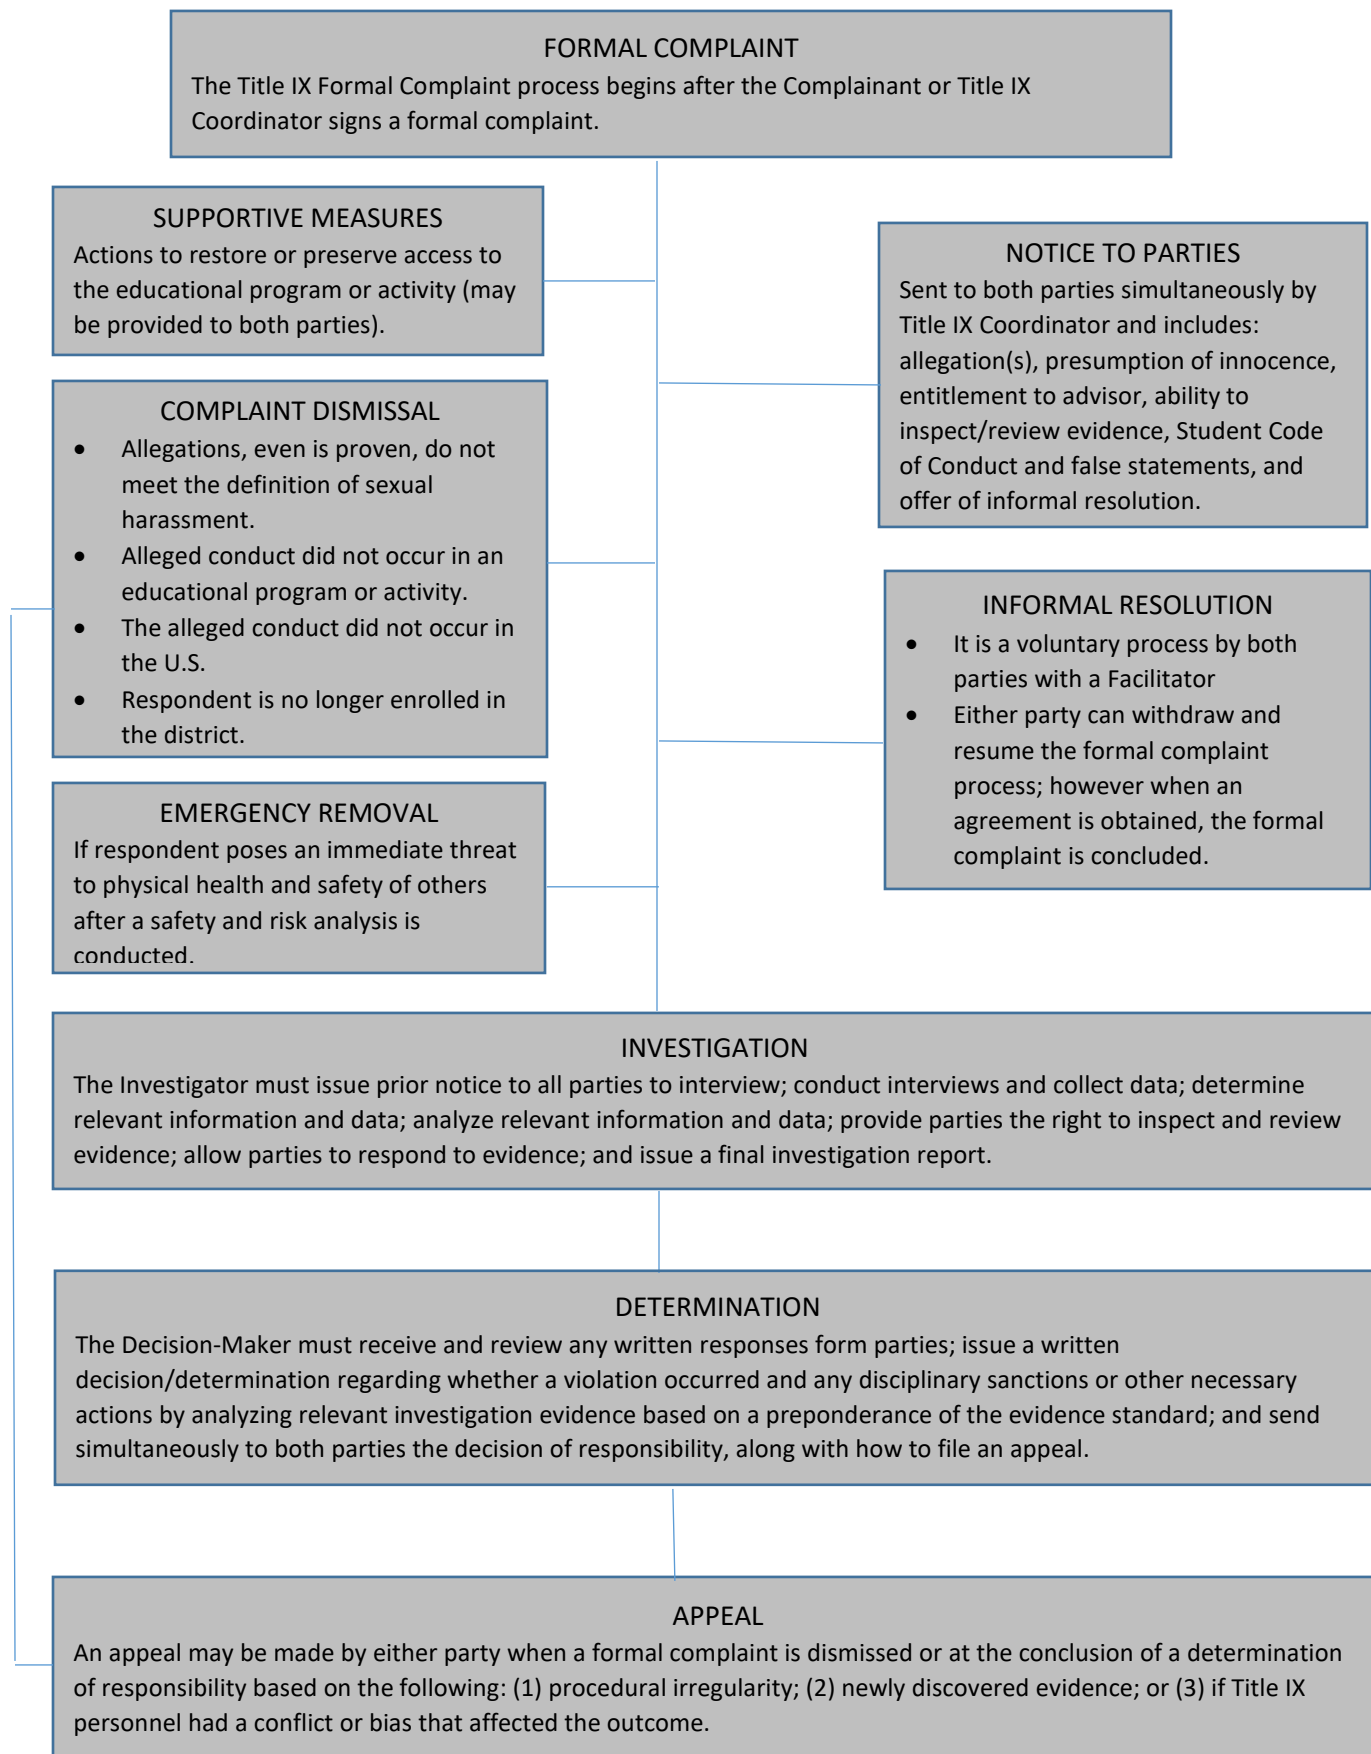 FORMAL COMPLAINT
The Title IX Formal Complaint process begins after the Complainant or Title IX
Coordinator signs a formal complaint.
SUPPORTIVE MEASURES
Actions to restore or preserve access to
the educational program or activity (may
be provided to both parties).
NOTICE TO PARTIES
Sent to both parties simultaneously by
Title IX Coordinator and includes:
allegation(s), presumption of innocence,
entitlement to advisor, ability to
inspect/review evidence, Student Code
of Conduct and false statements, and
offer of informal resolution.
COMPLAINT DISMISSAL
• Allegations, even is proven, do not
meet the definition of sexual
harassment.
• Alleged conduct did not occur in an
educational program or activity.
• The alleged conduct did not occur in
the U.S.
• Respondent is no longer enrolled in
the district.
INFORMAL RESOLUTION
• It is a voluntary process by both
parties with a Facilitator
• Either party can withdraw and
resume the formal complaint
process; however when an
agreement is obtained, the formal
complaint is concluded.
EMERGENCY REMOVAL
If respondent poses an immediate threat
to physical health and safety of others
after a safety and risk analysis is
conducted.
INVESTIGATION
The Investigator must issue prior notice to all parties to interview; conduct interviews and collect data; determine
relevant information and data; analyze relevant information and data; provide parties the right to inspect and review
evidence; allow parties to respond to evidence; and issue a final investigation report.
DETERMINATION
The Decision-Maker must receive and review any written responses form parties; issue a written
decision/determination regarding whether a violation occurred and any disciplinary sanctions or other necessary
actions by analyzing relevant investigation evidence based on a preponderance of the evidence standard; and send
simultaneously to both parties the decision of responsibility, along with how to file an appeal.
APPEAL
An appeal may be made by either party when a formal complaint is dismissed or at the conclusion of a determination
of responsibility based on the following: (1) procedural irregularity; (2) newly discovered evidence; or (3) if Title IX
personnel had a conflict or bias that affected the outcome.